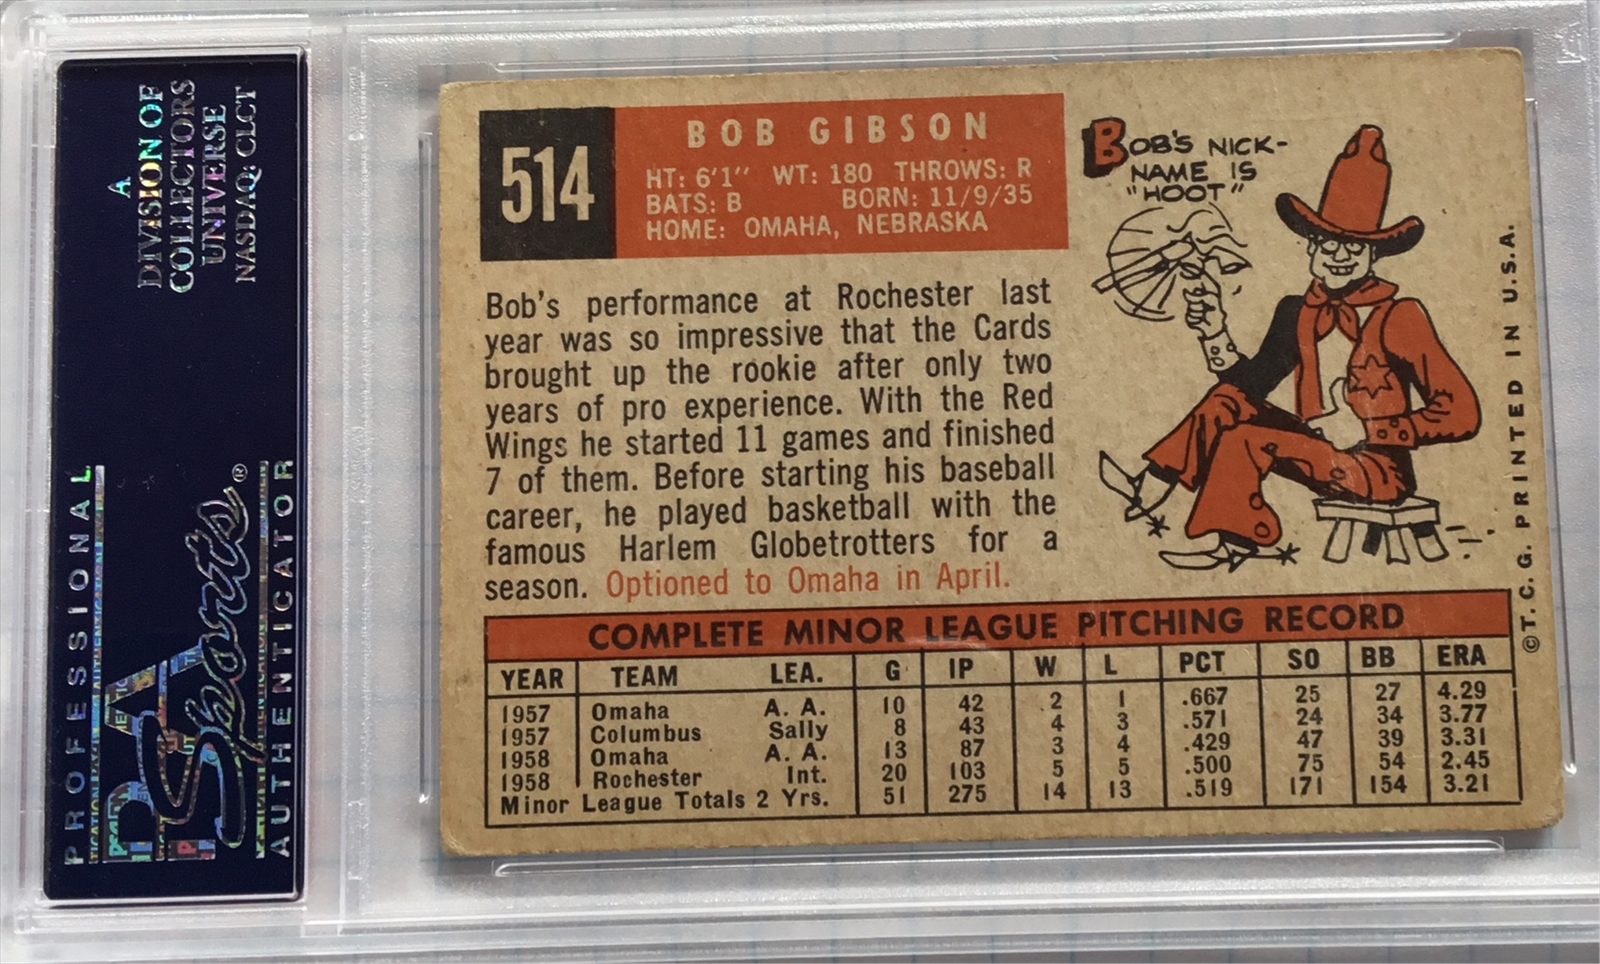 A
DIVISION OF
COLLECTORS
UNIVERSE
NASDAQ: CLCT
PROFESSIONAL
PSA
Sports®
AUTHENTICATOR
514
BOB GIBSON
HT: 6'1" WT: 180 THROWS: R
BATS: B BORN: 11/9/35
HOME: OMAHA, NEBRASKA
BOB'S NICK-
NAME IS
"HOOT"
Bob's performance at Rochester last
year was so impressive that the Cards
brought up the rookie after only two
years of pro experience. With the Red
Wings he started 11 games and finished
7 of them. Before starting his baseball
career, he played basketball with the
famous Harlem Globetrotters for a
season. Optioned to Omaha in April.
COMPLETE MINOR LEAGUE PITCHING RECORD
YEAR TEAM LEA. G IP W L PCT SO BB ERA
1957 Omaha A. A. 10 42 2 1 .667 25 27 4.29
1957 Columbus Sally 8 43 4 3 .571 24 34 3.77
1958 Omaha A. A. 13 87 3 4 .429 47 39 3.31
1958 Rochester Int. 20 103 5 5 .500 75 54 2.45
Minor League Totals 2 Yrs. 51 275 14 13 .519 171 154 3.21
©T.C.G. PRINTED IN U.S.A.